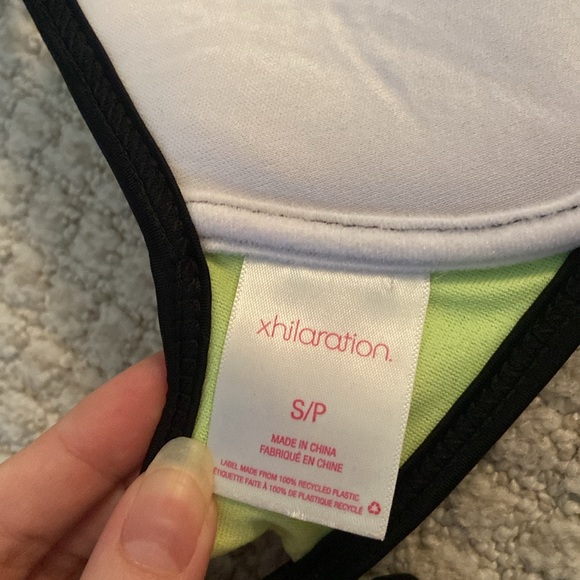 xhilaration.
S/P
MADE IN CHINA
FABRIQUÉ EN CHINE
LABEL MADE FROM 100% RECYCLED PLASTIC
ÉTIQUETTE FAITE À 100% DE PLASTIQUE RECYCLÉ